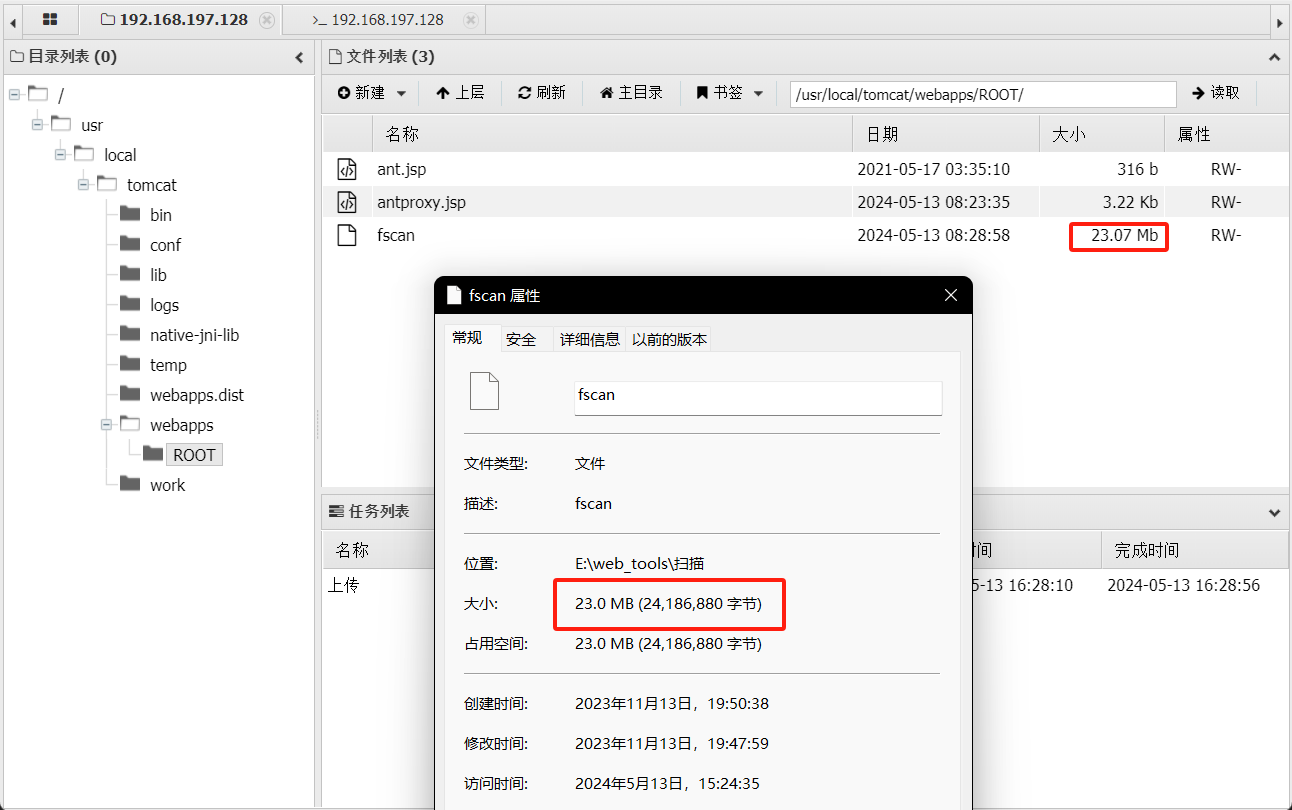 192.168.197.128
>_ 192.168.197.128
目录列表 (0)
/
usr
local
tomcat
bin
conf
lib
logs
native-jni-lib
temp
webapps.dist
webapps
ROOT
work
文件列表 (3)
新建 上层 刷新 主目录 书签 /usr/local/tomcat/webapps/ROOT/ 读取
名称 日期 大小 属性
ant.jsp 2021-05-17 03:35:10 316 b RW-
antproxy.jsp 2024-05-13 08:23:35 3.22 Kb RW-
fscan 2024-05-13 08:28:58 23.07 Mb RW-
任务列表
名称 时间 完成时间
上传 5-13 16:28:10 2024-05-13 16:28:56
fscan 属性
常规 安全 详细信息 以前的版本
fscan
文件类型: 文件
描述: fscan
位置: E:\web_tools\扫描
大小: 23.0 MB (24,186,880 字节)
占用空间: 23.0 MB (24,186,880 字节)
创建时间: 2023年11月13日，19:50:38
修改时间: 2023年11月13日，19:47:59
访问时间: 2024年5月13日，15:24:35